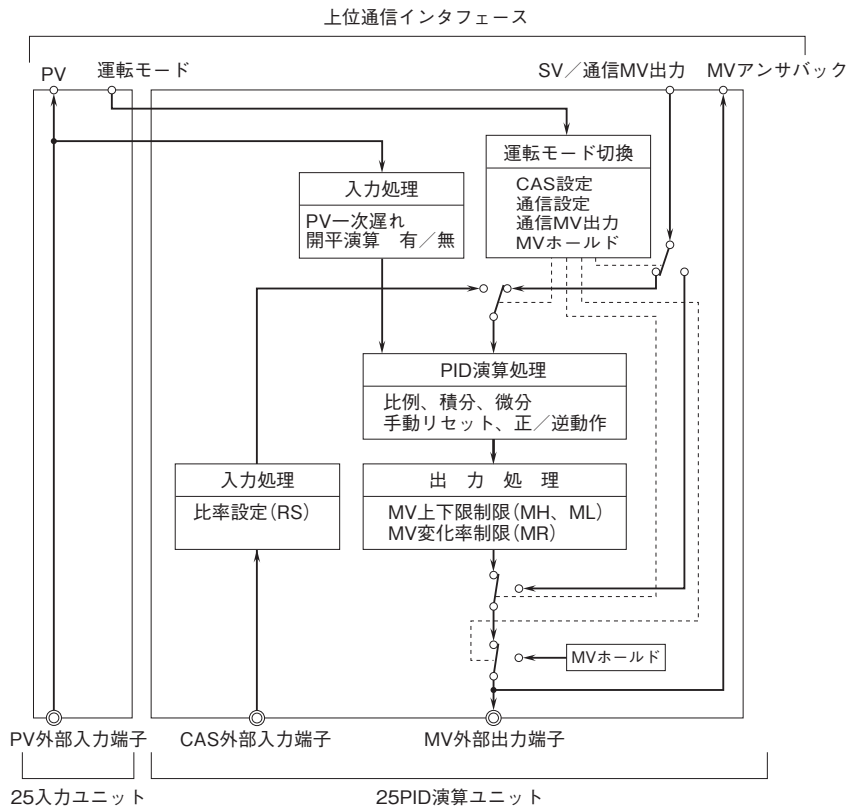 上位通信インタフェース
PV
運転モード
SV／通信MV出力
MVアンサバック
運転モード切換
CAS設定
通信設定
通信MV出力
MVホールド
入力処理
PV一次遅れ
開平演算　有／無
PID演算処理
比例、積分、微分
手動リセット、正／逆動作
入力処理
比率設定(RS)
出　力　処　理
MV上下限制限(MH、ML)
MV変化率制限(MR)
MVホールド
PV外部入力端子
CAS外部入力端子
MV外部出力端子
25入力ユニット
25PID演算ユニット